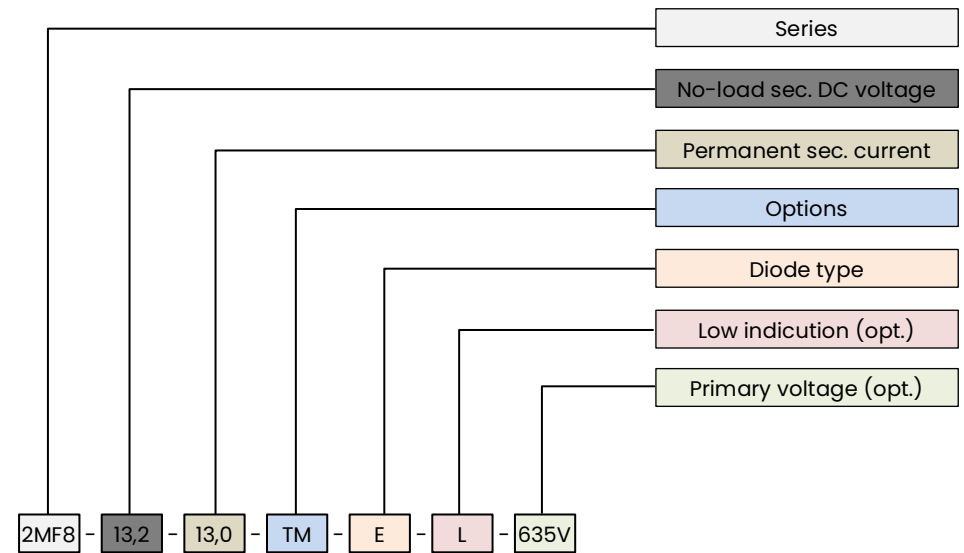 Series
No-load sec. DC voltage
Permanent sec. current
Options
Diode type
Low indicution (opt.)
Primary voltage (opt.)
2MF8 - 13,2 - 13,0 - TM - E - L - 635V